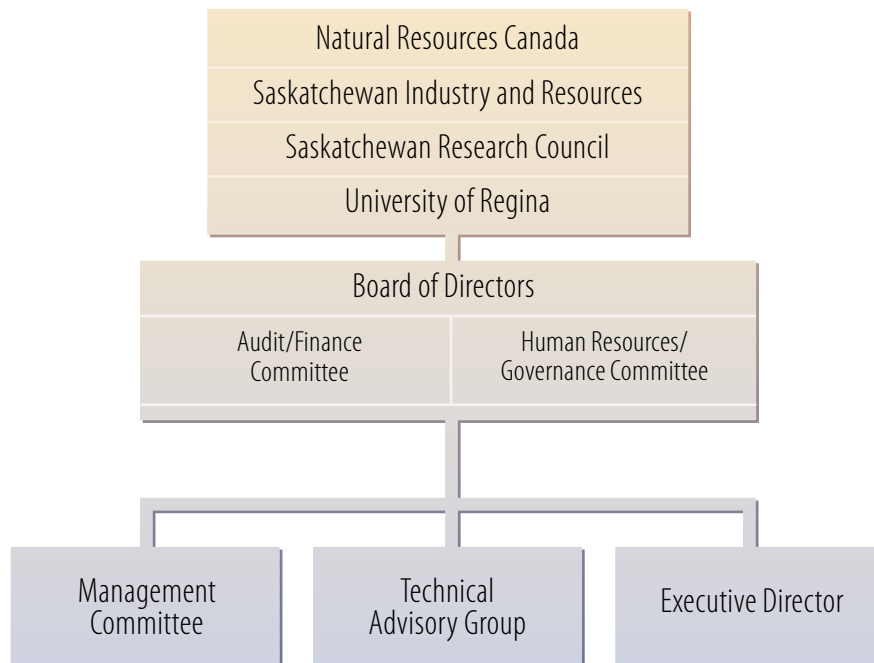 Natural Resources Canada
Saskatchewan Industry and Resources
Saskatchewan Research Council
University of Regina
Board of Directors
Audit/Finance
Committee
Human Resources/
Governance Committee
Management
Committee
Technical
Advisory Group
Executive Director